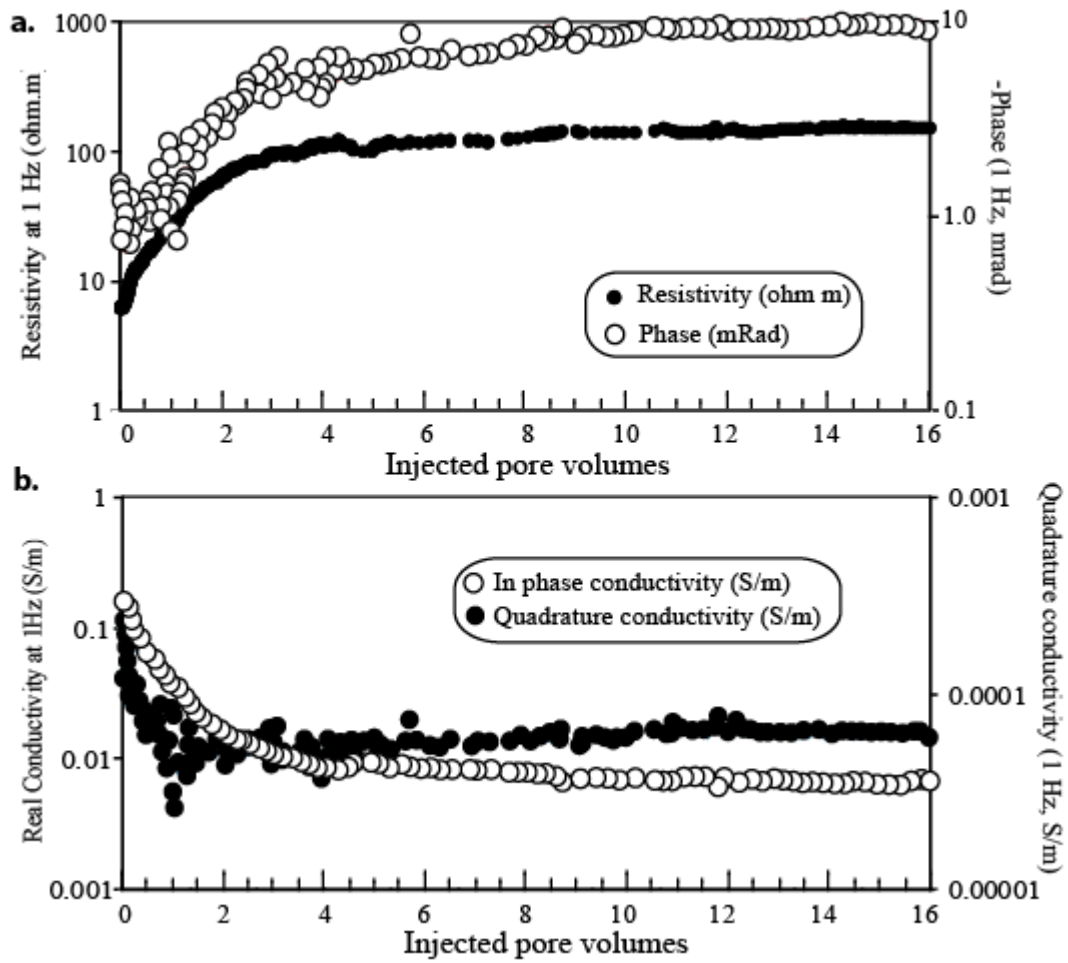 a.
1000
100
10
1
Resistivity at 1 Hz (ohm.m)
10
1.0
0.1
-Phase (1 Hz, mrad)
Resistivity (ohm m)
Phase (mRad)
0 2 4 6 8 10 12 14 16
Injected pore volumes
b.
1
0.1
0.01
0.001
Real Conductivity at 1Hz (S/m)
0.001
0.0001
0.00001
Quadrature conductivity (1 Hz, S/m)
In phase conductivity (S/m)
Quadrature conductivity (S/m)
0 2 4 6 8 10 12 14 16
Injected pore volumes